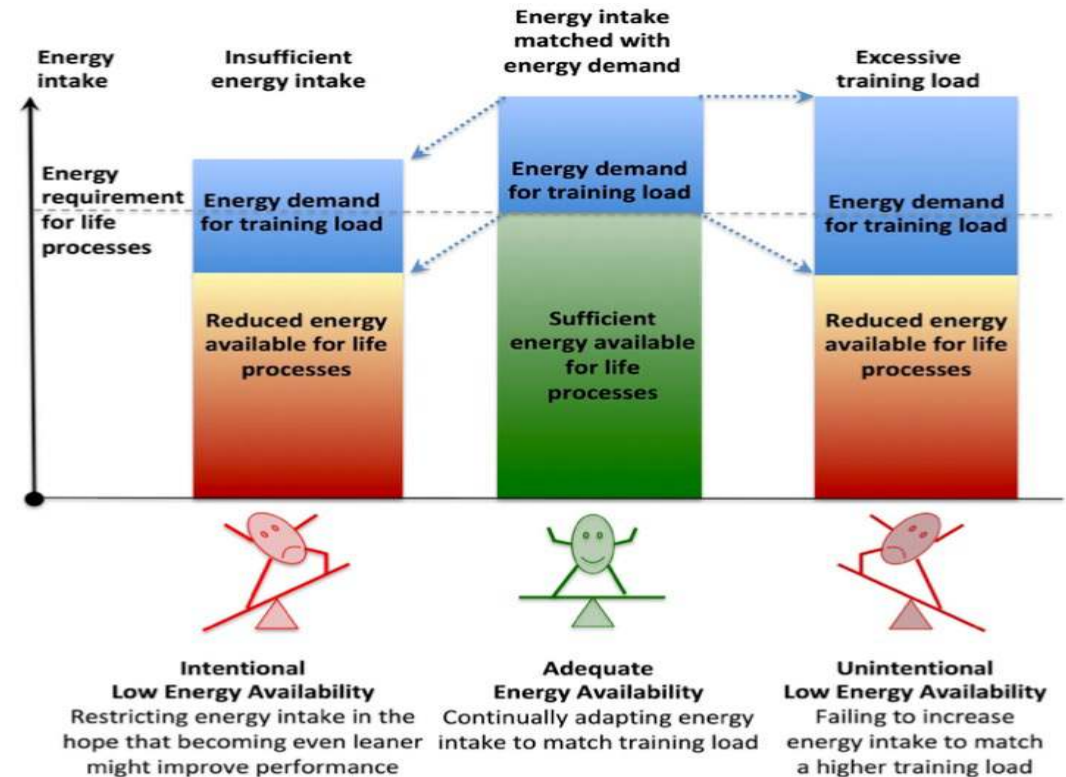 Energy
intake
Insufficient
energy intake
Energy intake
matched with
energy demand
Excessive
training load
Energy
requirement
for life
processes
Energy demand
for training load
Reduced energy
available for life
processes
Energy demand
for training load
Sufficient
energy available
for life
processes
Energy demand
for training load
Reduced energy
available for life
processes
Intentional
Low Energy Availability
Restricting energy intake in the
hope that becoming even leaner
might improve performance
Adequate
Energy Availability
Continually adapting energy
intake to match training load
Unintentional
Low Energy Availability
Failing to increase
energy intake to match
a higher training load